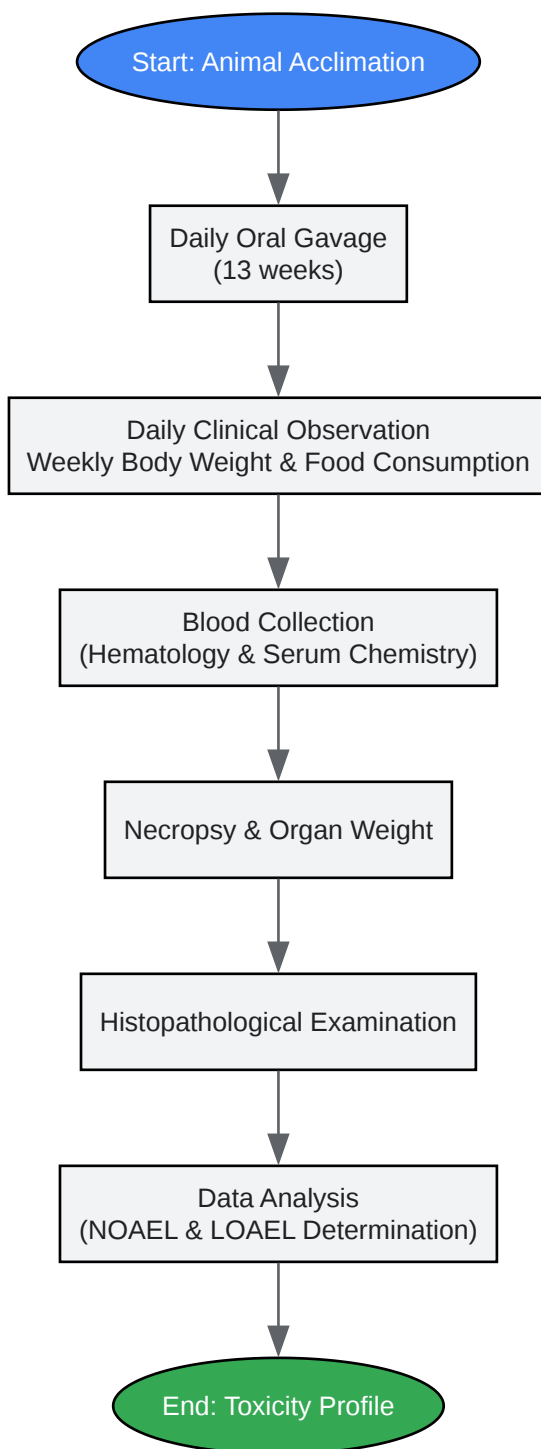 Start: Animal Acclimation
Daily Oral Gavage
(13 weeks)
Daily Clinical Observation
Weekly Body Weight & Food Consumption
Blood Collection
(Hematology & Serum Chemistry)
Necropsy & Organ Weight
Histopathological Examination
Data Analysis
(NOAEL & LOAEL Determination)
End: Toxicity Profile